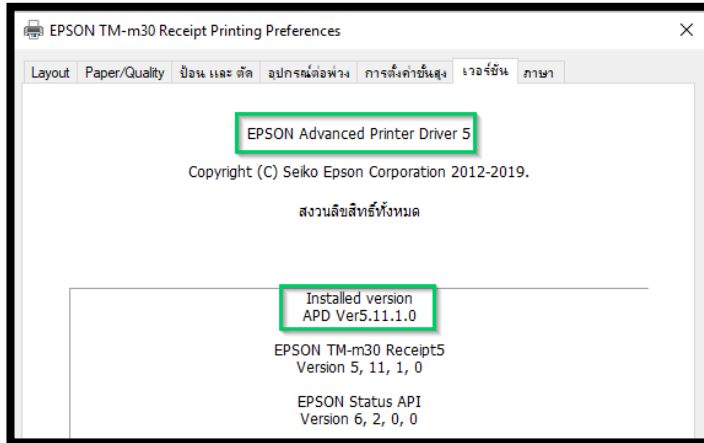 EPSON TM-m30 Receipt Printing Preferences
Layout Paper/Quality ป้อน และ ตัด อุปกรณ์ต่อพ่วง การตั้งค่าขั้นสูง เวอร์ชัน ภาษา
EPSON Advanced Printer Driver 5
Copyright (C) Seiko Epson Corporation 2012-2019.
สงวนลิขสิทธิ์ทั้งหมด
Installed version
APD Ver5.11.1.0
EPSON TM-m30 Receipt5
Version 5, 11, 1, 0
EPSON Status API
Version 6, 2, 0, 0